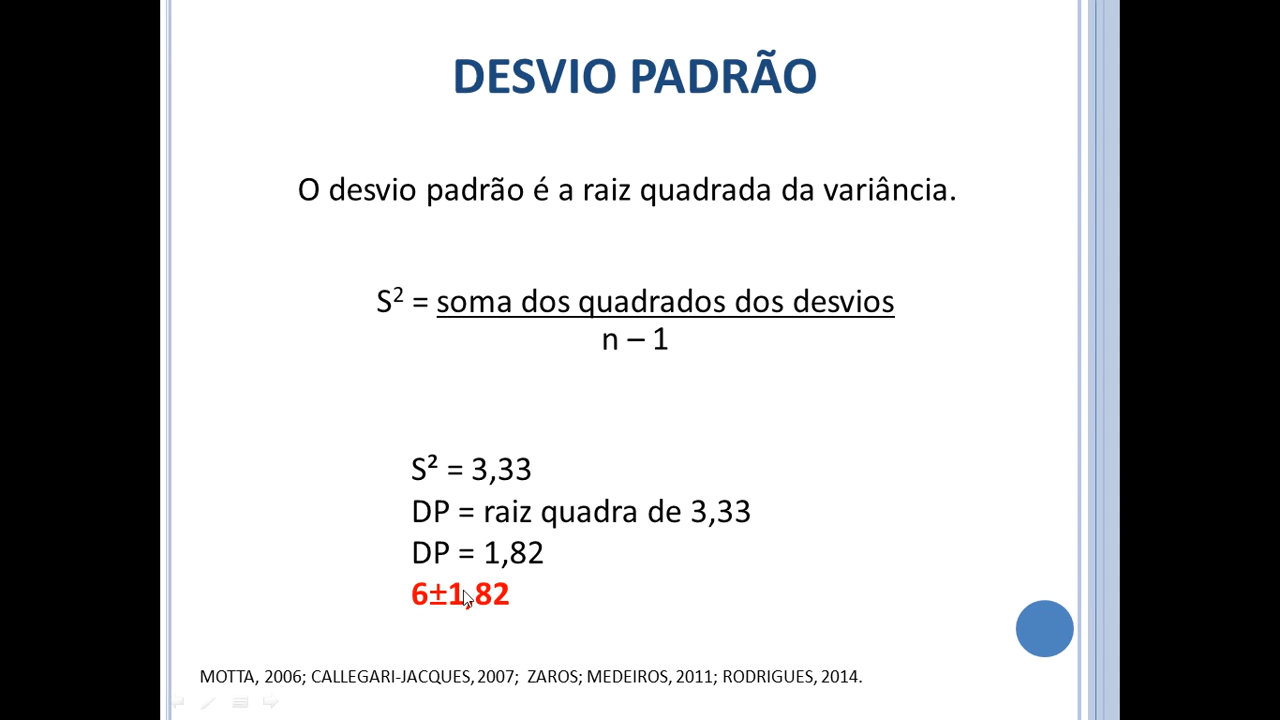 DESVIO PADRÃO
O desvio padrão é a raiz quadrada da variância.
S² = soma dos quadrados dos desvios
n – 1
S² = 3,33
DP = raiz quadra de 3,33
DP = 1,82
6±1,82
MOTTA, 2006; CALLEGARI-JACQUES, 2007; ZAROS; MEDEIROS, 2011; RODRIGUES, 2014.